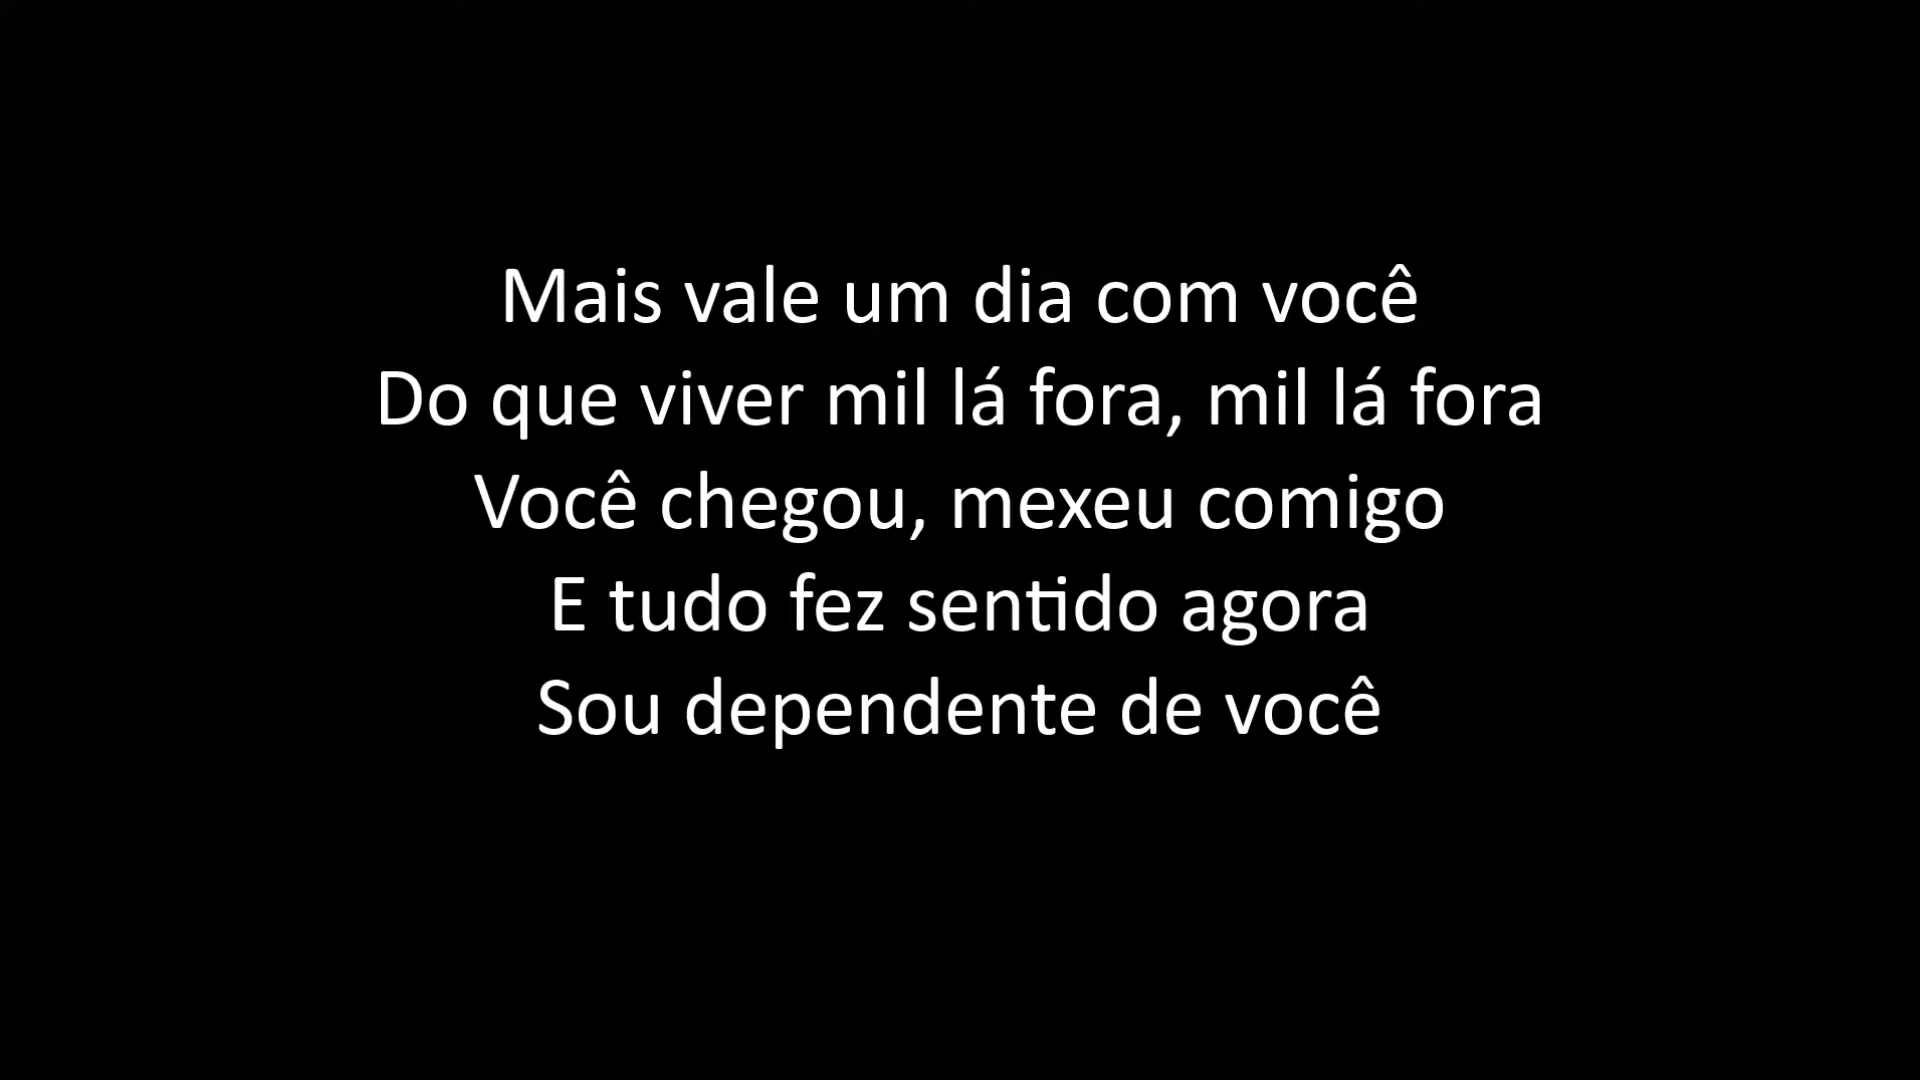 Mais vale um dia com você
Do que viver mil lá fora, mil lá fora
Você chegou, mexeu comigo
E tudo fez sentido agora
Sou dependente de você